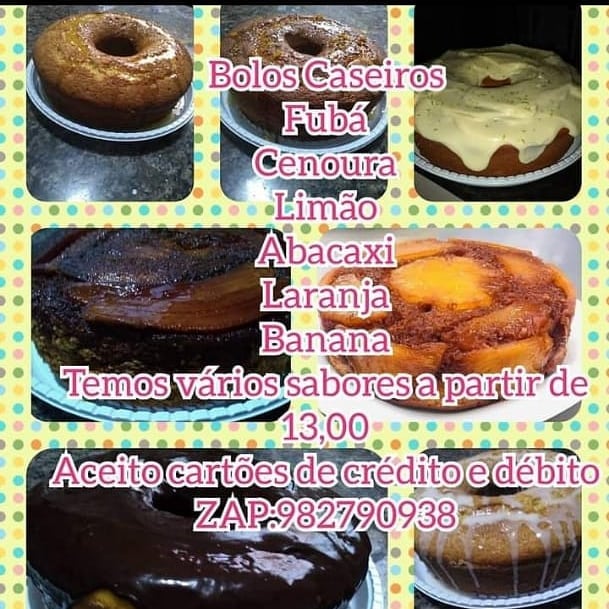 Bolos Caseiros
Fubá
Cenoura
Limão
Abacaxi
Laranja
Banana
Temos vários sabores a partir de
13,00
Aceito cartões de crédito e débito
ZAP:982790938